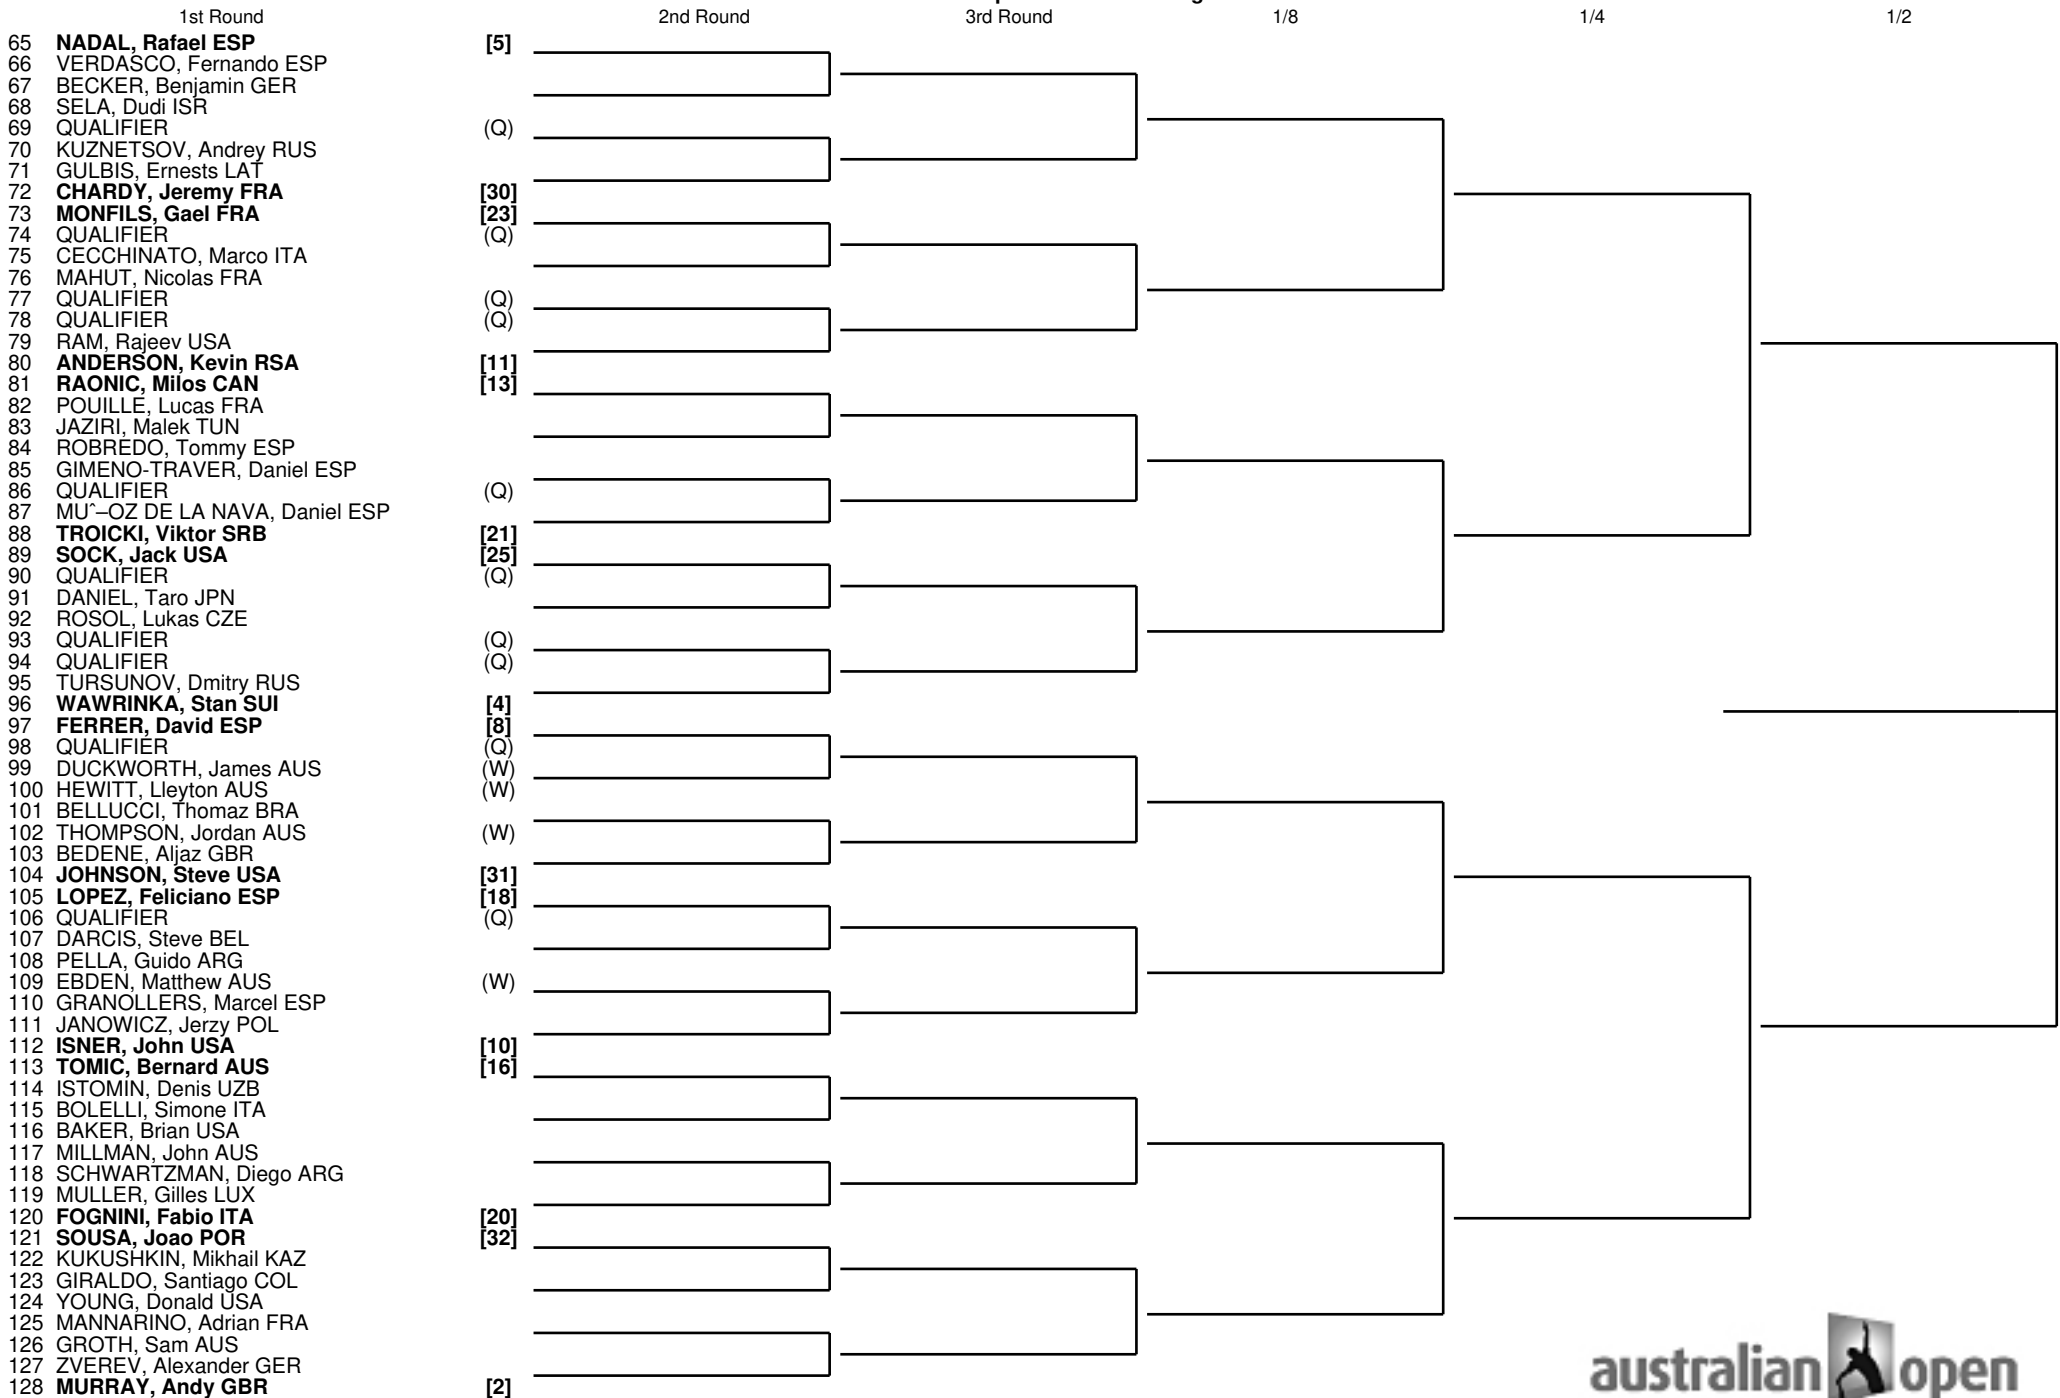 1st Round 2nd Round 3rd Round 1/8 1/4 1/2
65 NADAL, Rafael ESP [5]
66 VERDASCO, Fernando ESP
67 BECKER, Benjamin GER
68 SELA, Dudi ISR
69 QUALIFIER (Q)
70 KUZNETSOV, Andrey RUS
71 GULBIS, Ernests LAT
72 CHARDY, Jeremy FRA [30]
73 MONFILS, Gael FRA [23]
74 QUALIFIER (Q)
75 CECCHINATO, Marco ITA
76 MAHUT, Nicolas FRA
77 QUALIFIER (Q)
78 QUALIFIER (Q)
79 RAM, Rajeev USA
80 ANDERSON, Kevin RSA [11]
81 RAONIC, Milos CAN [13]
82 POUILLE, Lucas FRA
83 JAZIRI, Malek TUN
84 ROBREDO, Tommy ESP
85 GIMENO-TRAVER, Daniel ESP
86 QUALIFIER (Q)
87 MUˆ–OZ DE LA NAVA, Daniel ESP
88 TROICKI, Viktor SRB [21]
89 SOCK, Jack USA [25]
90 QUALIFIER (Q)
91 DANIEL, Taro JPN
92 ROSOL, Lukas CZE
93 QUALIFIER (Q)
94 QUALIFIER (Q)
95 TURSUNOV, Dmitry RUS
96 WAWRINKA, Stan SUI [4]
97 FERRER, David ESP [8]
98 QUALIFIER (Q)
99 DUCKWORTH, James AUS (W)
100 HEWITT, Lleyton AUS (W)
101 BELLUCCI, Thomaz BRA
102 THOMPSON, Jordan AUS (W)
103 BEDENE, Aljaz GBR
104 JOHNSON, Steve USA [31]
105 LOPEZ, Feliciano ESP [18]
106 QUALIFIER (Q)
107 DARCIS, Steve BEL
108 PELLA, Guido ARG
109 EBDEN, Matthew AUS (W)
110 GRANOLLERS, Marcel ESP
111 JANOWICZ, Jerzy POL
112 ISNER, John USA [10]
113 TOMIC, Bernard AUS [16]
114 ISTOMIN, Denis UZB
115 BOLELLI, Simone ITA
116 BAKER, Brian USA
117 MILLMAN, John AUS
118 SCHWARTZMAN, Diego ARG
119 MULLER, Gilles LUX
120 FOGNINI, Fabio ITA [20]
121 SOUSA, Joao POR [32]
122 KUKUSHKIN, Mikhail KAZ
123 GIRALDO, Santiago COL
124 YOUNG, Donald USA
125 MANNARINO, Adrian FRA
126 GROTH, Sam AUS
127 ZVEREV, Alexander GER
128 MURRAY, Andy GBR [2]
australian open